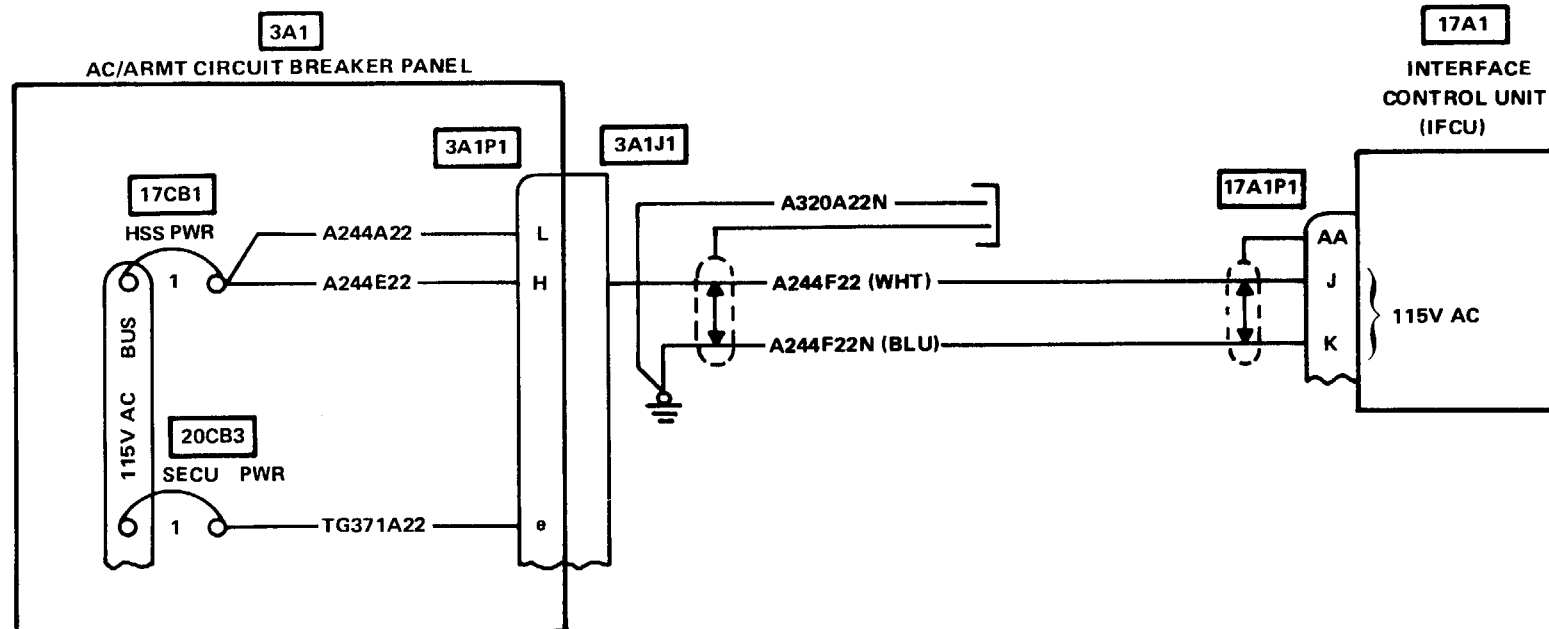 3A1
AC/ARMT CIRCUIT BREAKER PANEL
17A1
INTERFACE
CONTROL UNIT
(IFCU)
3A1P1
3A1J1
17CB1
HSS PWR
1
A244A22
L
A244E22
H
A320A22N
17A1P1
AA
A244F22 (WHT)
J
A244F22N (BLU)
K
115V AC
115V AC BUS
20CB3
SECU PWR
1
TG371A22
e